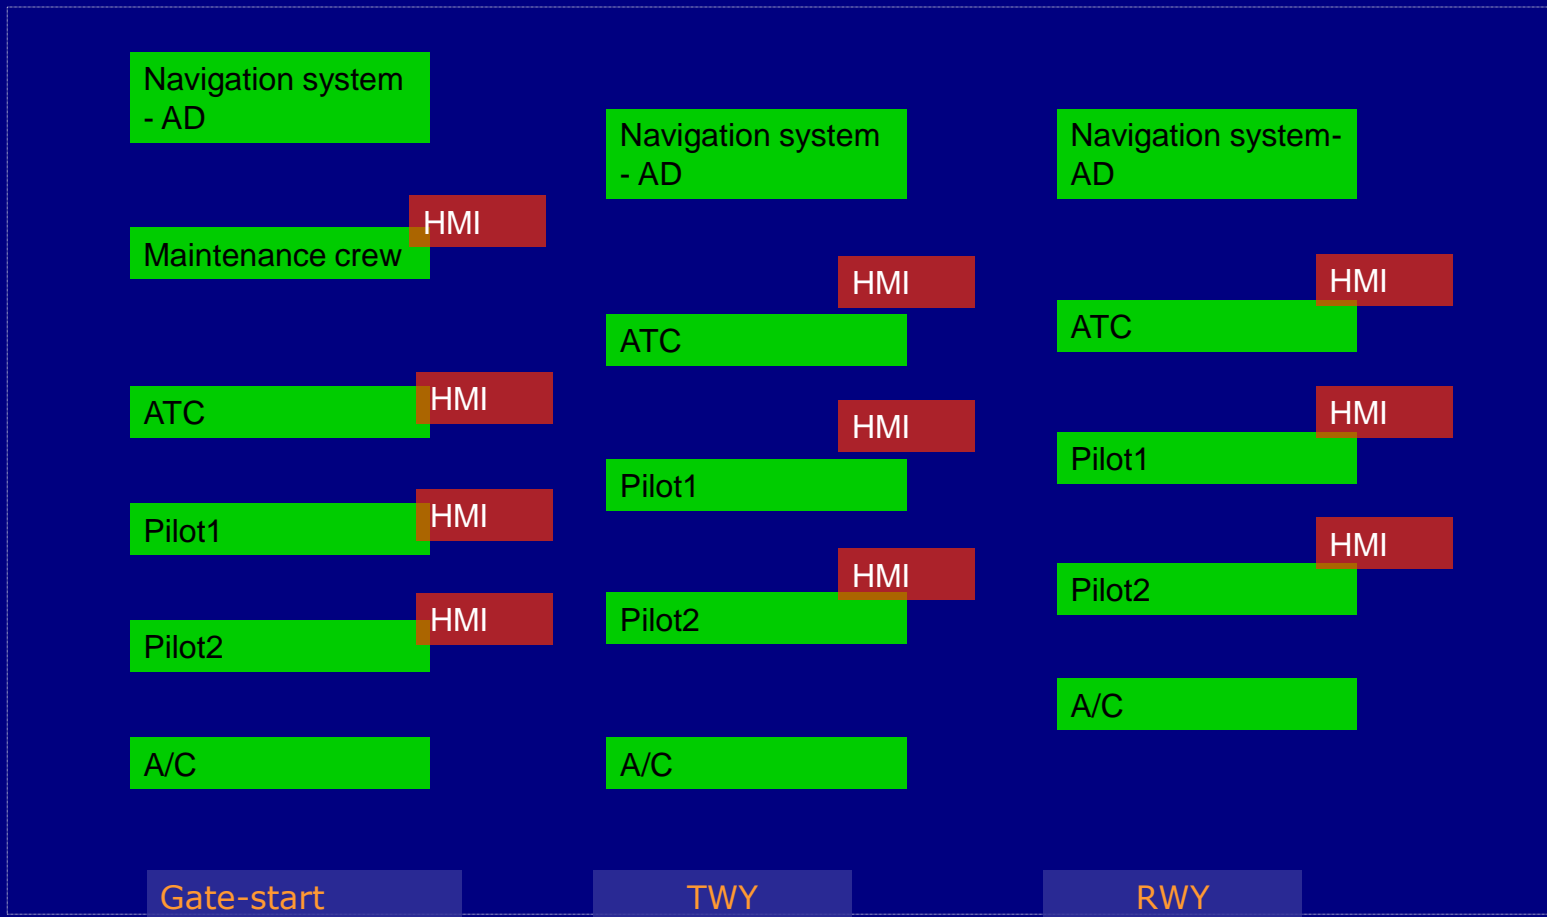 Navigation system
- AD
HMI
Maintenance crew
HMI
ATC
HMI
Pilot1
HMI
Pilot2
A/C
Gate-start
Navigation system
- AD
HMI
ATC
HMI
Pilot1
HMI
Pilot2
A/C
TWY
Navigation system-
AD
HMI
ATC
HMI
Pilot1
HMI
Pilot2
A/C
RWY